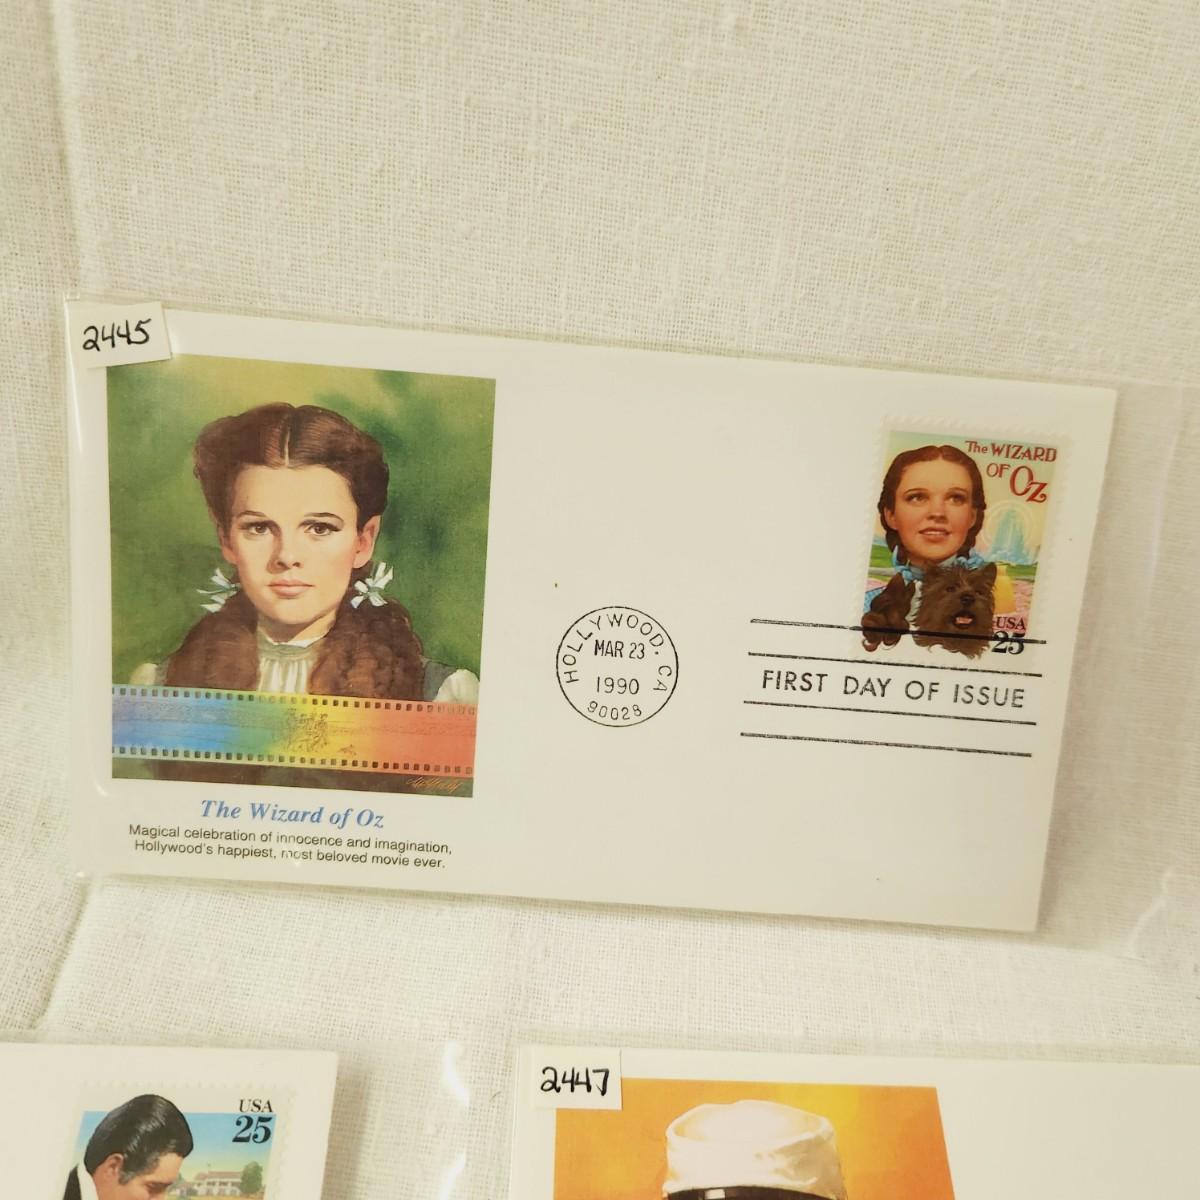 2445
The WIZARD
OF OZ
USA
25
HOLLYWOOD. CA
MAR 23
1990
90028
FIRST DAY OF ISSUE
The Wizard of Oz
Magical celebration of innocence and imagination,
Hollywood's happiest, most beloved movie ever.
USA
25
2447